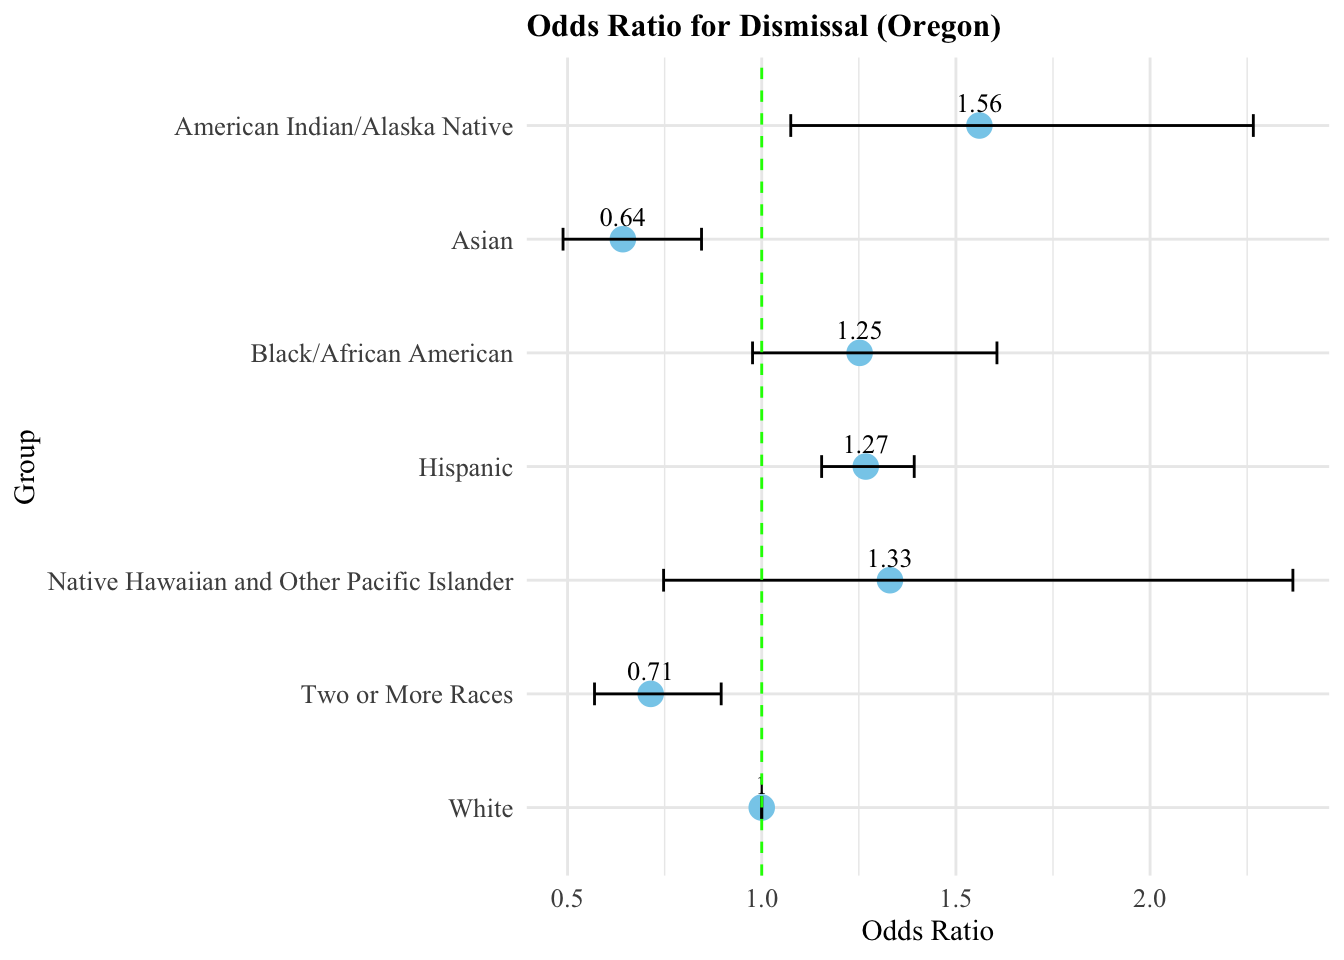 Odds Ratio for Dismissal (Oregon)
American Indian/Alaska Native
1.56
Asian
0.64
Black/African American
1.25
Hispanic
1.27
Native Hawaiian and Other Pacific Islander
1.33
Two or More Races
0.71
White
1
Group
0.5 1.0 1.5 2.0
Odds Ratio